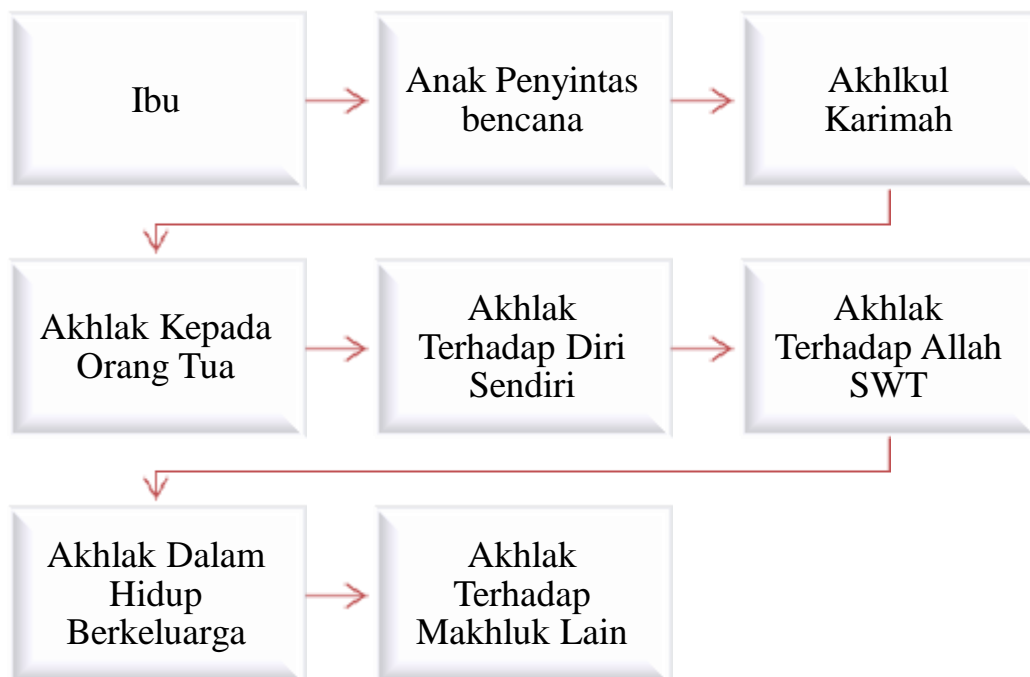 Ibu
Anak Penyintas
bencana
Akhlkul
Karimah
Akhlak Kepada
Orang Tua
Akhlak
Terhadap Diri
Sendiri
Akhlak
Terhadap Allah
SWT
Akhlak Dalam
Hidup
Berkeluarga
Akhlak
Terhadap
Makhluk Lain